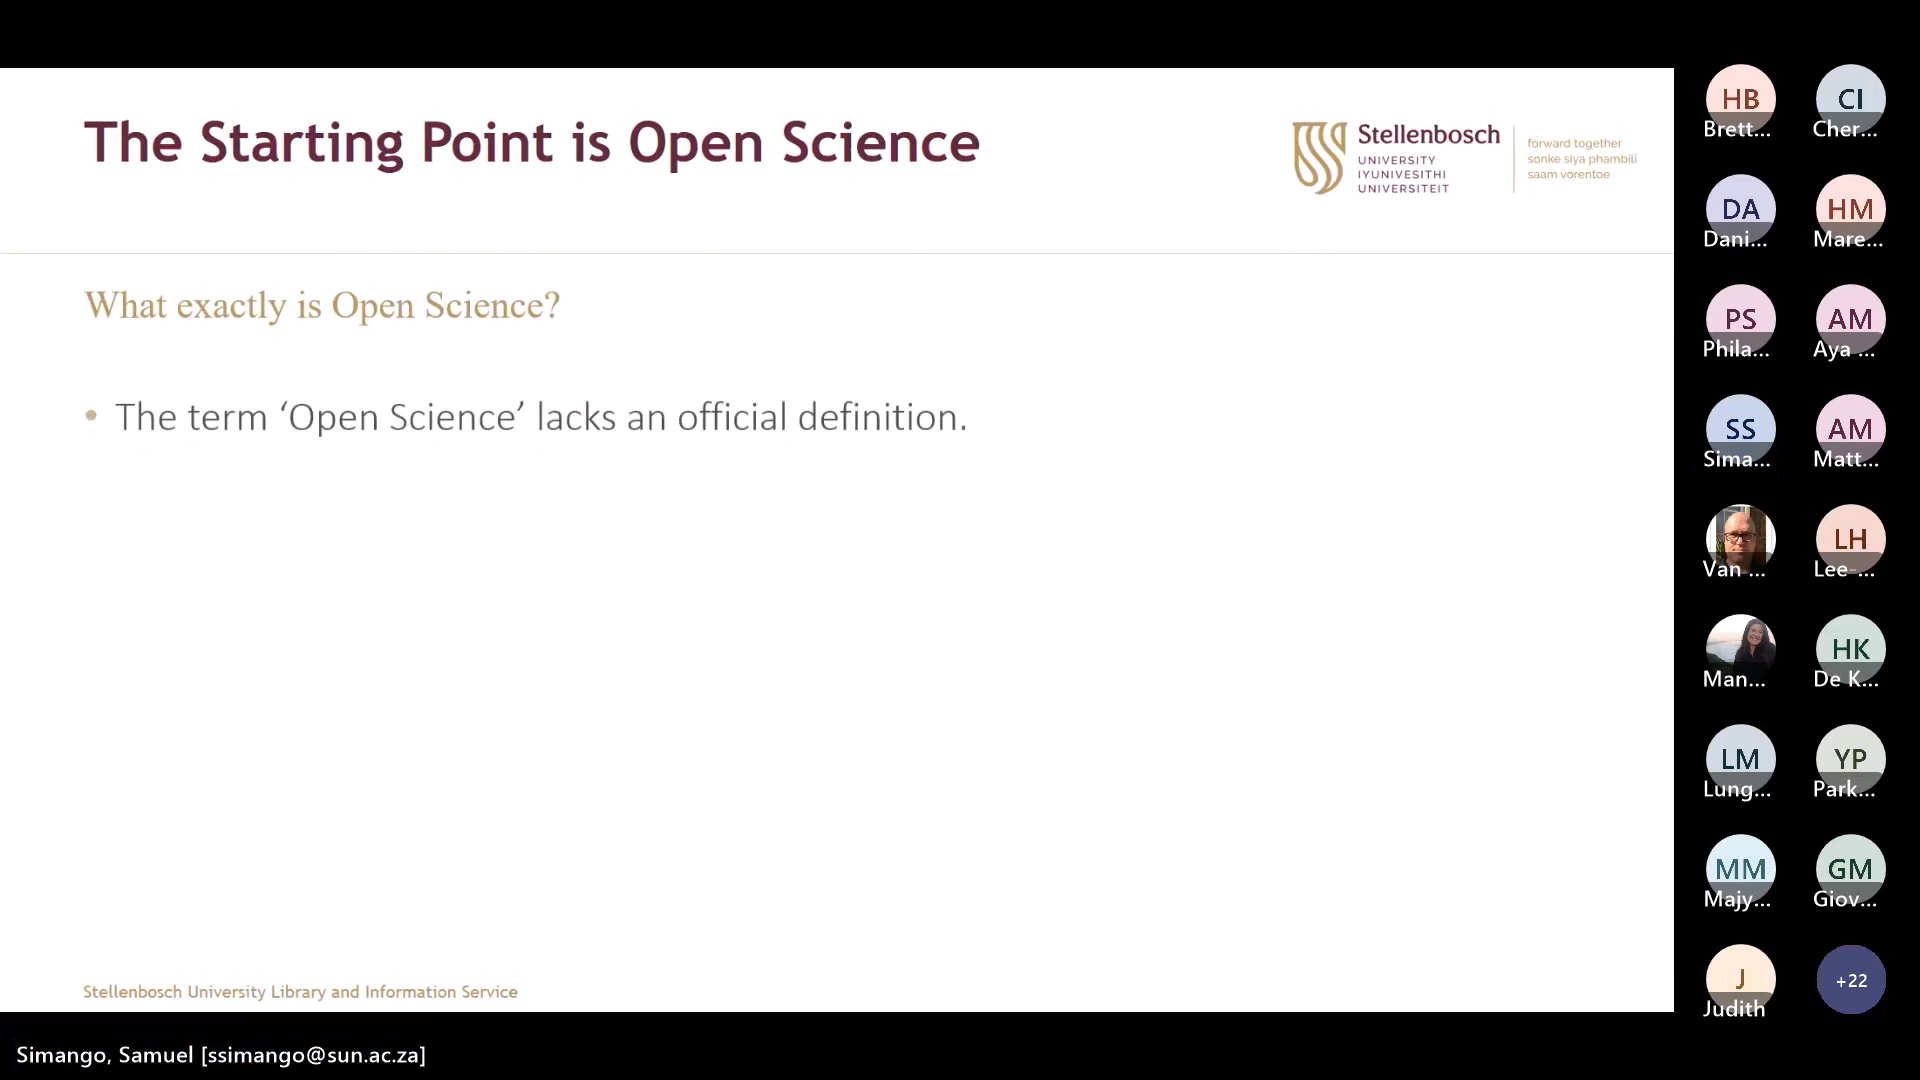 The Starting Point is Open Science
Stellenbosch
UNIVERSITY
IYUNIVESITHI
UNIVERSITEIT
forward together
sonke siya phambili
saam vorentoe
What exactly is Open Science?
• The term ‘Open Science’ lacks an official definition.
Stellenbosch University Library and Information Service
Simango, Samuel [ssimango@sun.ac.za]
HB
Brett...
CI
Cher...
DA
Dani...
HM
Mare...
PS
Phila...
AM
Aya ...
SS
Sima...
AM
Matt...
Van ...
LH
Lee-...
Man...
HK
De K...
LM
Lung...
YP
Park...
MM
Majy...
GM
Giov...
J
Judith
+22